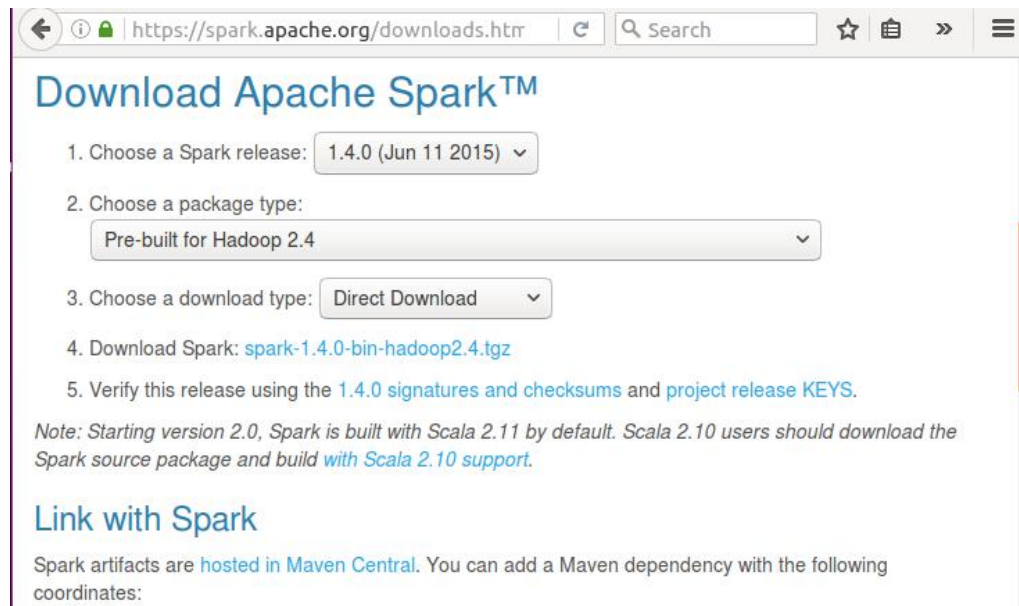 https://spark.apache.org/downloads.htm
Search
Download Apache Spark™
1. Choose a Spark release: 1.4.0 (Jun 11 2015)
2. Choose a package type:
Pre-built for Hadoop 2.4
3. Choose a download type: Direct Download
4. Download Spark: spark-1.4.0-bin-hadoop2.4.tgz
5. Verify this release using the 1.4.0 signatures and checksums and project release KEYS.
Note: Starting version 2.0, Spark is built with Scala 2.11 by default. Scala 2.10 users should download the
Spark source package and build with Scala 2.10 support.
Link with Spark
Spark artifacts are hosted in Maven Central. You can add a Maven dependency with the following
coordinates: